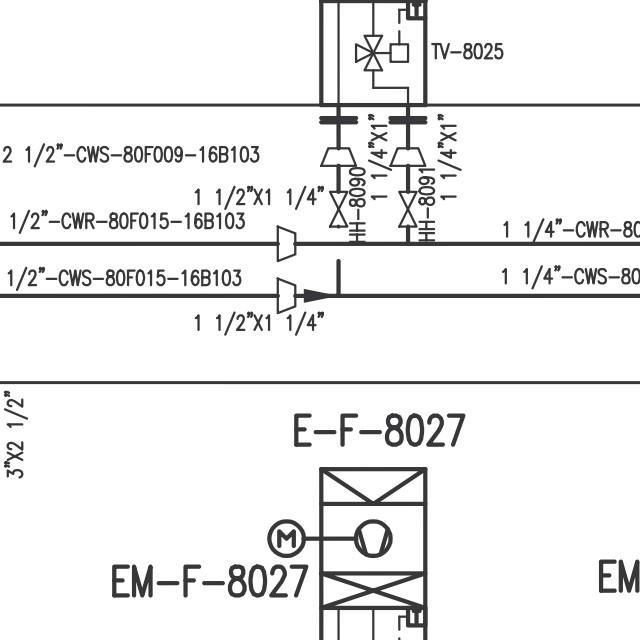 TV-8025
2 1/2"-CWS-80F009-16B103
1 1/4"X1"
1 1/4"X1"
HH-8090
HH-8091
1 1/2"X1 1/4"
1/2"-CWR-80F015-16B103
1 1/4"-CWR-80
1/2"-CWS-80F015-16B103
1 1/4"-CWS-80
1 1/2"X1 1/4"
3"X2 1/2"
E-F-8027
M
EM-F-8027
EM